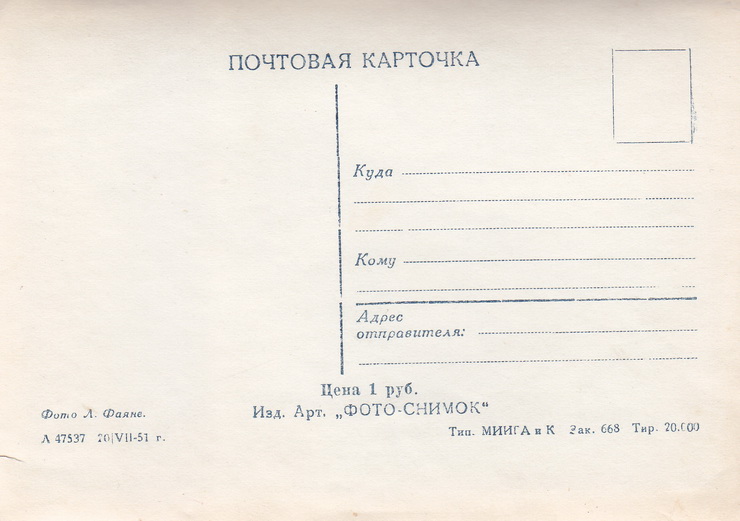 ПОЧТОВАЯ КАРТОЧКА
Куда
Кому
Адрес
отправителя:
Цена 1 руб.
Изд. Арт. „ФОТО-СНИМОК“
Фото Л. Фаяне.
Л 47537 20|VII-51 г.
Тип. МИИГА и К Зак. 668 Тир. 20.000